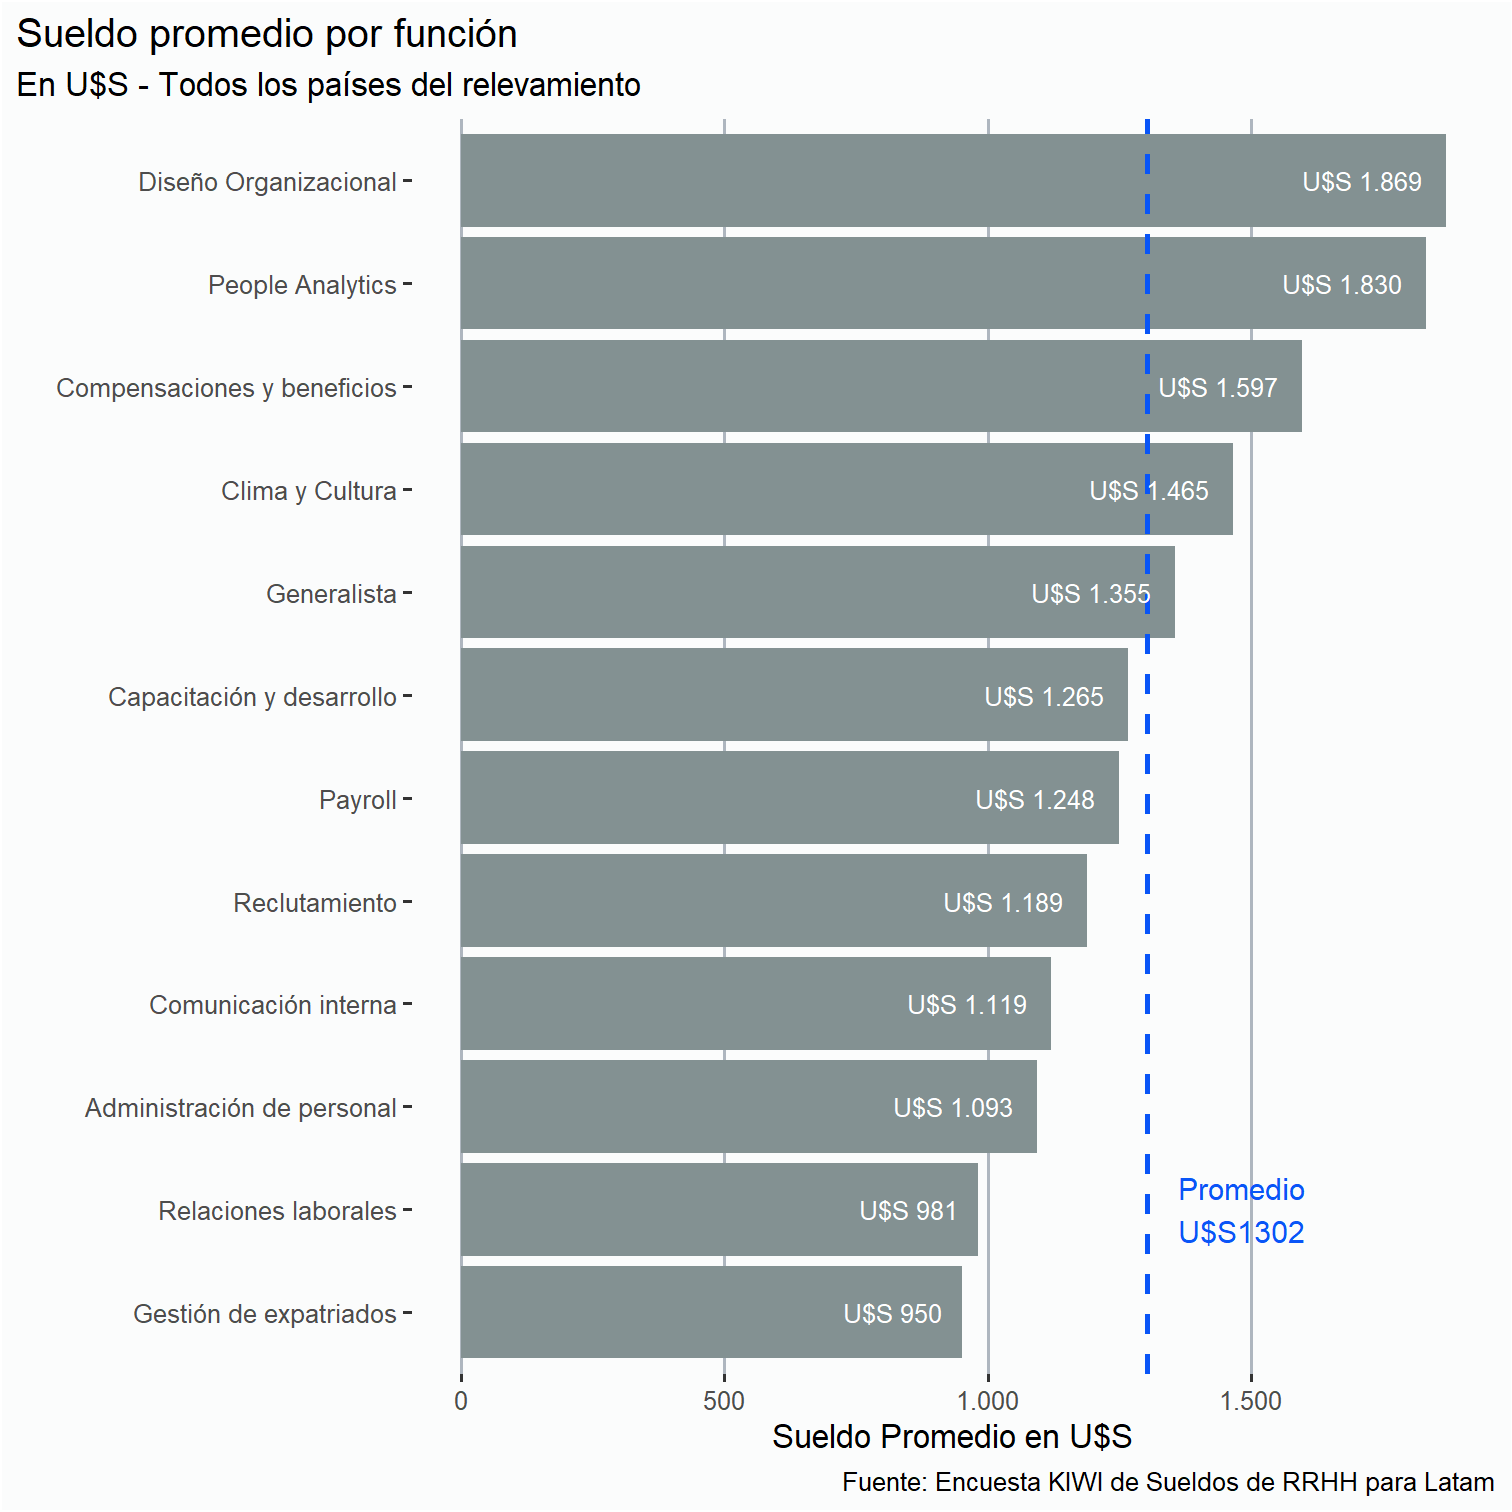 Sueldo promedio por función
En U$S - Todos los países del relevamiento
Diseño Organizacional U$S 1.869
People Analytics U$S 1.830
Compensaciones y beneficios U$S 1.597
Clima y Cultura U$S 1.465
Generalista U$S 1.355
Capacitación y desarrollo U$S 1.265
Payroll U$S 1.248
Reclutamiento U$S 1.189
Comunicación interna U$S 1.119
Administración de personal U$S 1.093
Promedio
Relaciones laborales U$S 981
U$S1302
Gestión de expatriados U$S 950
0 500 1.000 1.500
Sueldo Promedio en U$S
Fuente: Encuesta KIWI de Sueldos de RRHH para Latam